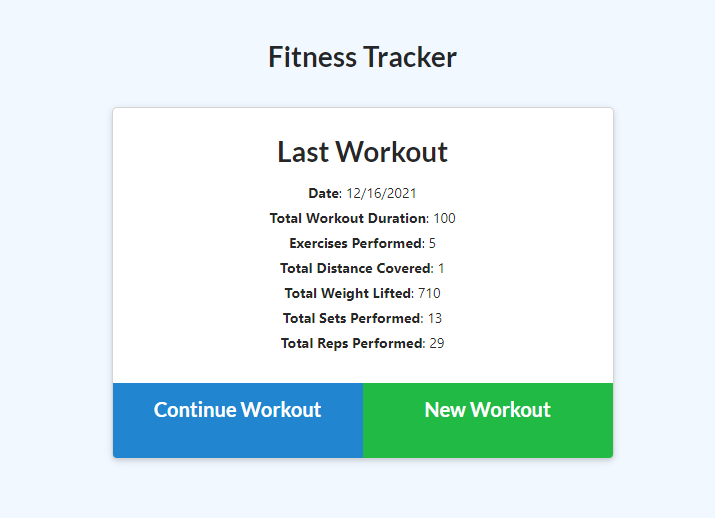 Fitness Tracker
Last Workout
Date: 12/16/2021
Total Workout Duration: 100
Exercises Performed: 5
Total Distance Covered: 1
Total Weight Lifted: 710
Total Sets Performed: 13
Total Reps Performed: 29
Continue Workout
New Workout